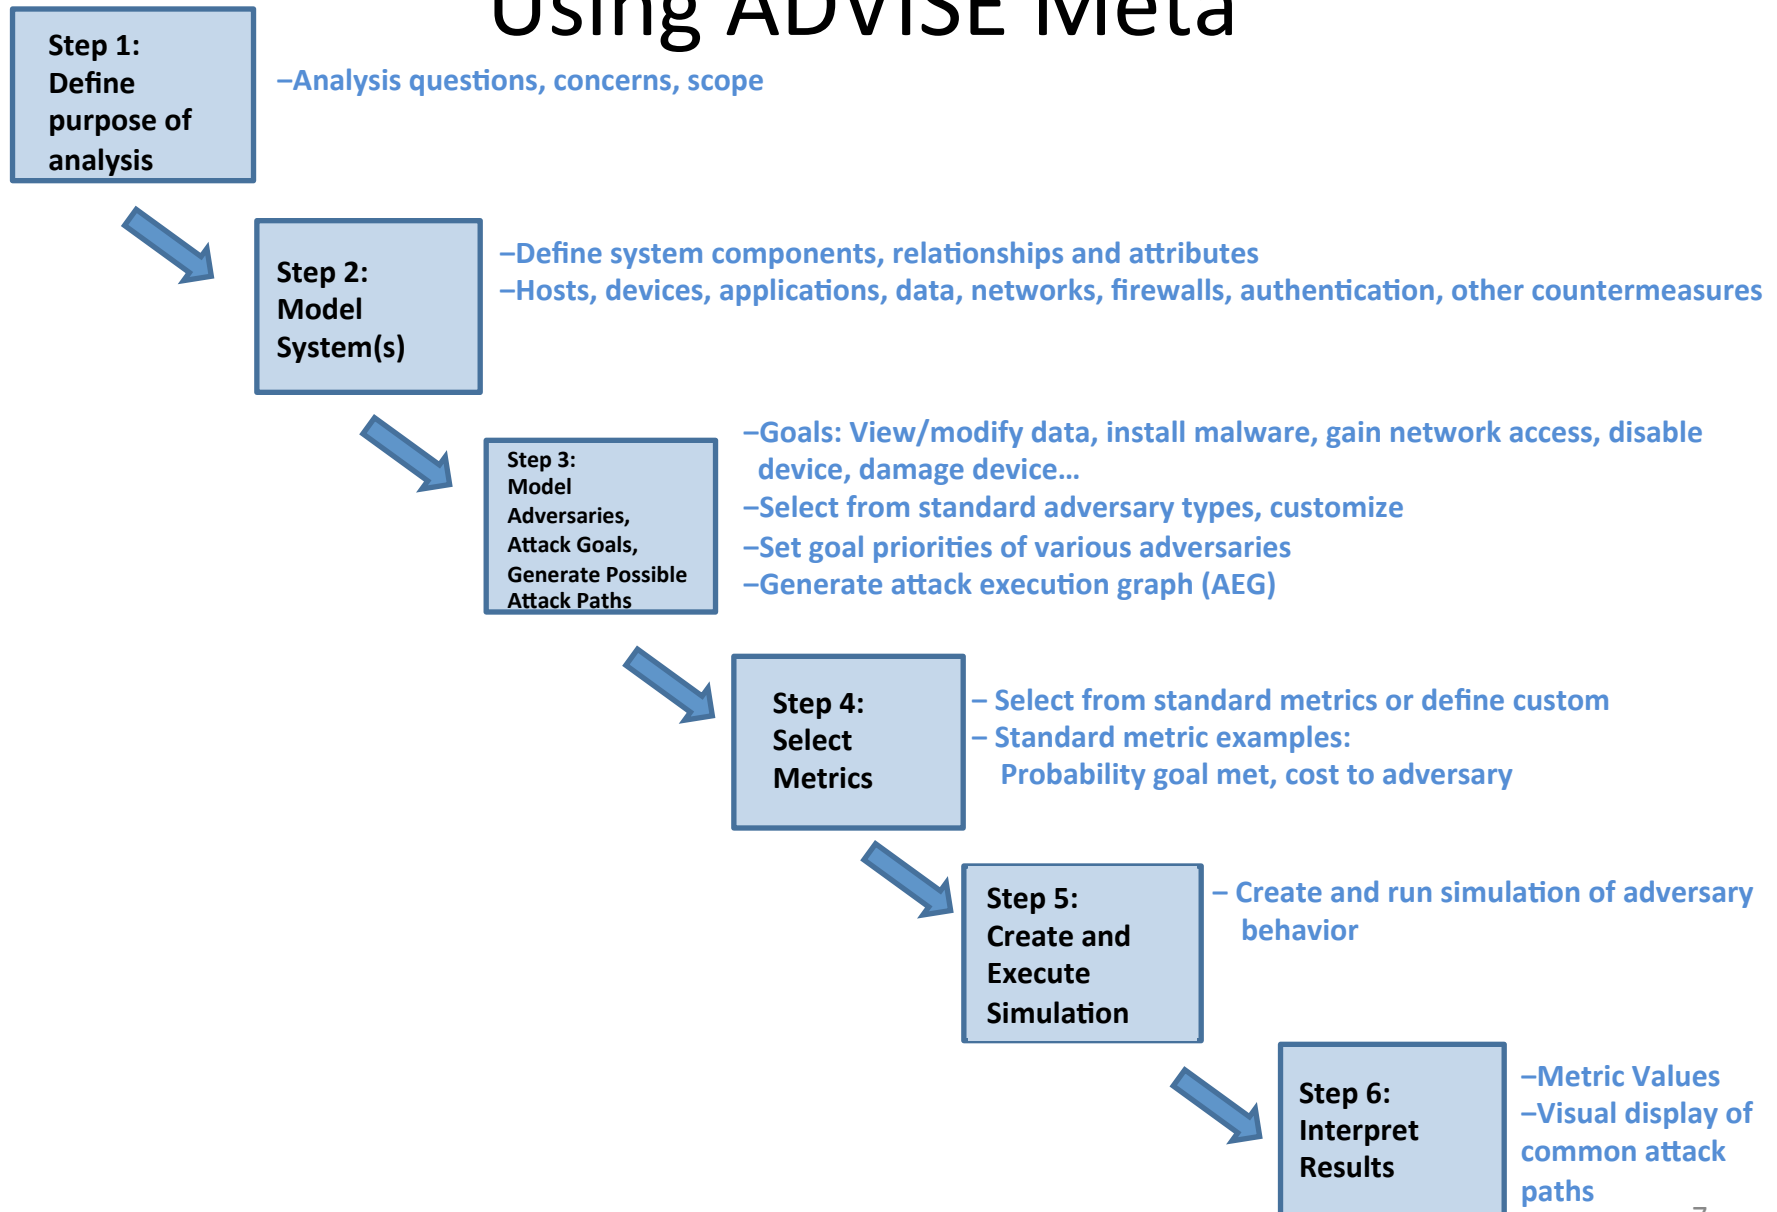 Using ADVISE Meta
Step 1:
Define
purpose of
analysis
–Analysis questions, concerns, scope
Step 2:
Model
System(s)
–Define system components, relationships and attributes
–Hosts, devices, applications, data, networks, firewalls, authentication, other countermeasures
Step 3:
Model
Adversaries,
Attack Goals,
Generate Possible
Attack Paths
–Goals: View/modify data, install malware, gain network access, disable
device, damage device…
–Select from standard adversary types, customize
–Set goal priorities of various adversaries
–Generate attack execution graph (AEG)
Step 4:
Select
Metrics
– Select from standard metrics or define custom
– Standard metric examples:
Probability goal met, cost to adversary
Step 5:
Create and
Execute
Simulation
– Create and run simulation of adversary
behavior
Step 6:
Interpret
Results
–Metric Values
–Visual display of
common attack
paths
7